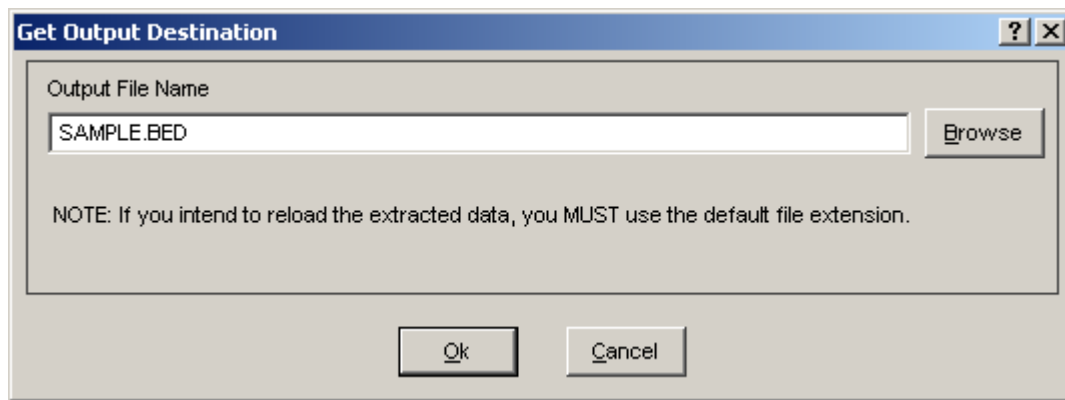 Get Output Destination
Output File Name
SAMPLE.BED
Browse
NOTE: If you intend to reload the extracted data, you MUST use the default file extension.
Ok
Cancel